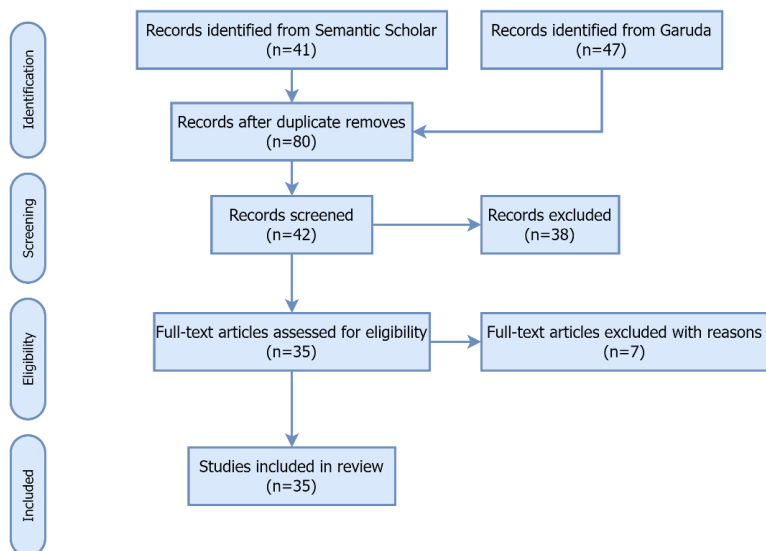 Identification
Records identified from Semantic Scholar
(n=41)
Records identified from Garuda
(n=47)
Records after duplicate removes
(n=80)
Screening
Records screened
(n=42)
Records excluded
(n=38)
Eligibility
Full-text articles assessed for eligibility
(n=35)
Full-text articles excluded with reasons
(n=7)
Included
Studies included in review
(n=35)